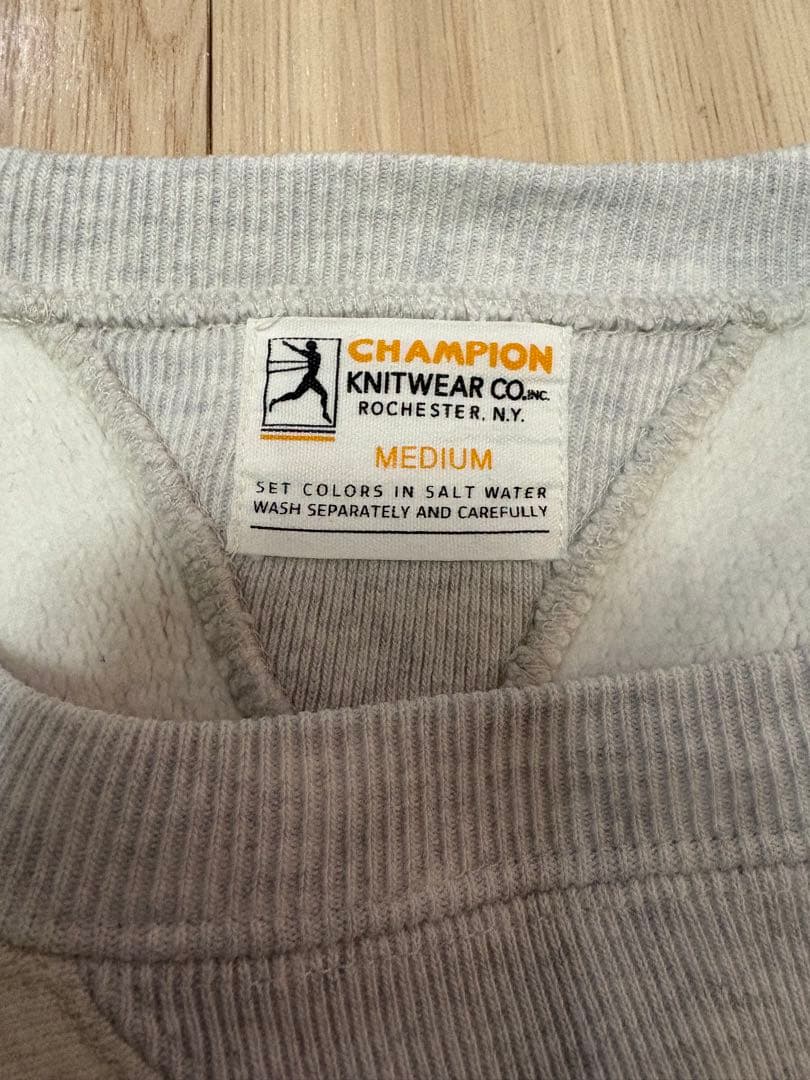 CHAMPION
KNITWEAR CO.INC.
ROCHESTER, N.Y.
MEDIUM
SET COLORS IN SALT WATER
WASH SEPARATELY AND CAREFULLY